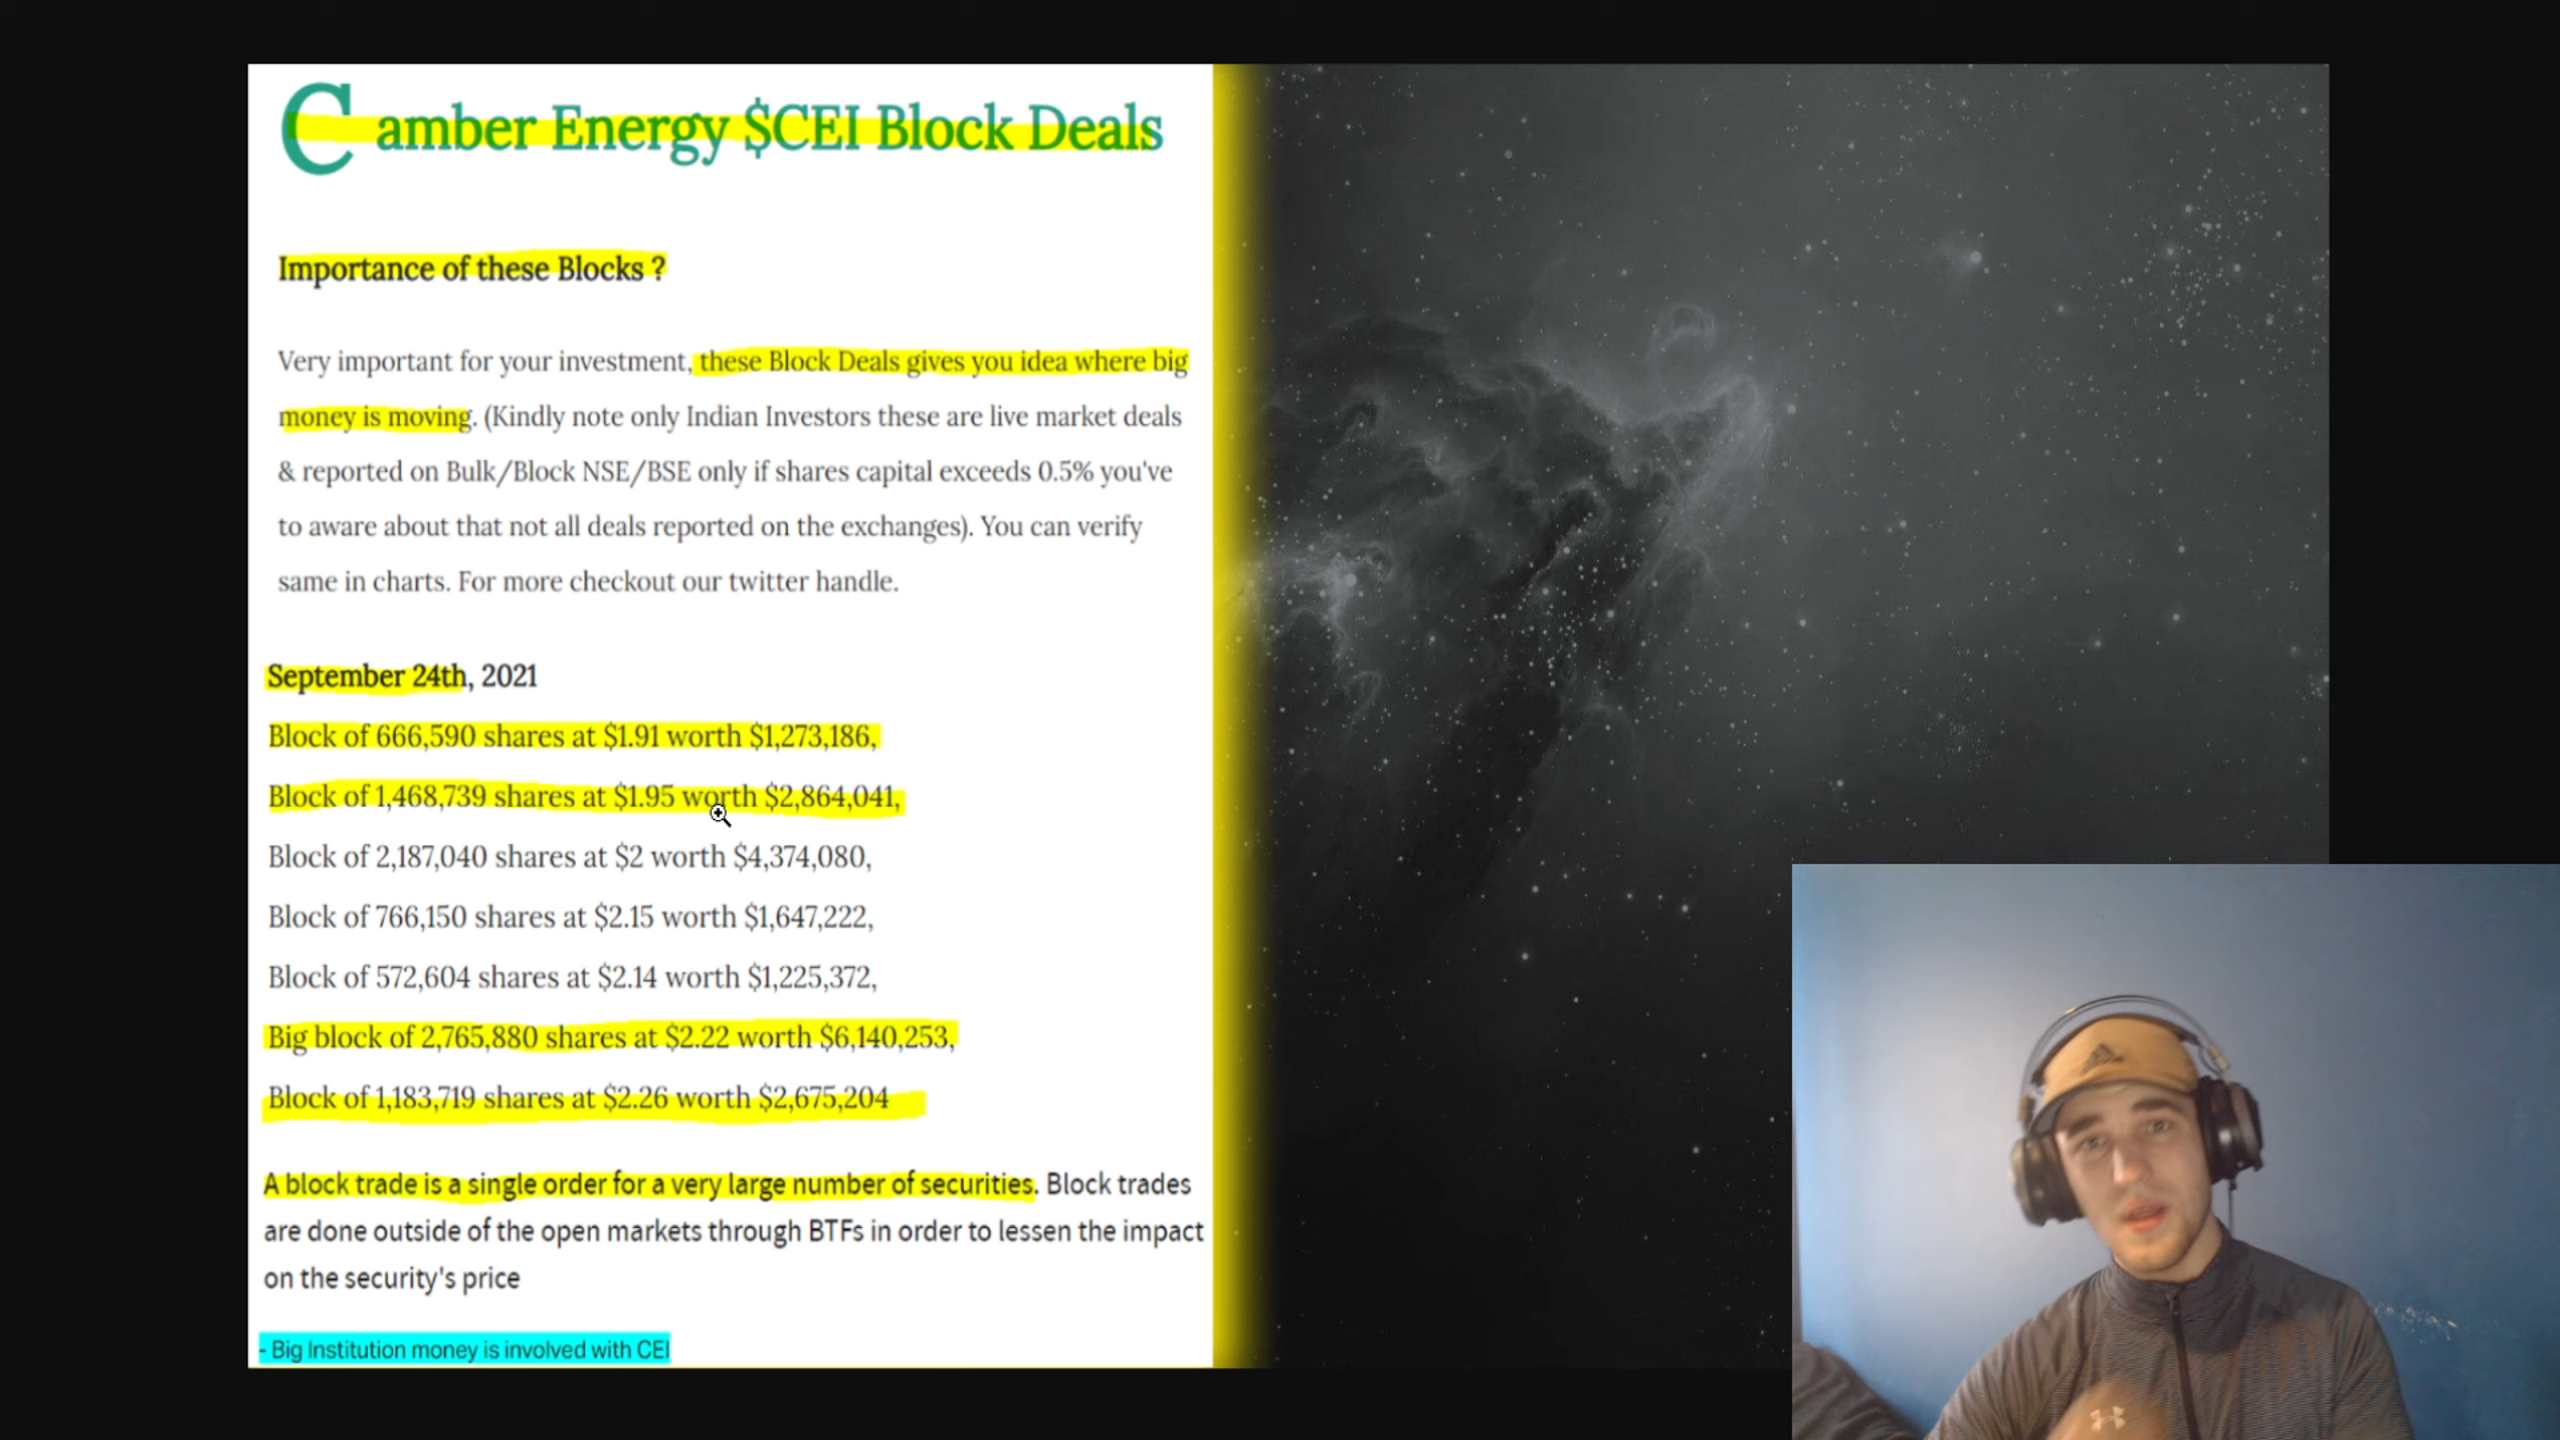 Camber Energy $CEI Block Deals
Importance of these Blocks ?
Very important for your investment, these Block Deals gives you idea where big
money is moving. (Kindly note only Indian Investors these are live market deals
& reported on Bulk/Block NSE/BSE only if shares capital exceeds 0.5% you've
to aware about that not all deals reported on the exchanges). You can verify
same in charts. For more checkout our twitter handle.
September 24th, 2021
Block of 666,590 shares at $1.91 worth $1,273,186,
Block of 1,468,739 shares at $1.95 worth $2,864,041,
Block of 2,187,040 shares at $2 worth $4,374,080,
Block of 766,150 shares at $2.15 worth $1,647,222,
Block of 572,604 shares at $2.14 worth $1,225,372,
Big block of 2,765,880 shares at $2.22 worth $6,140,253,
Block of 1,183,719 shares at $2.26 worth $2,675,204
A block trade is a single order for a very large number of securities. Block trades
are done outside of the open markets through BTFs in order to lessen the impact
on the security's price
- Big Institution money is involved with CEI